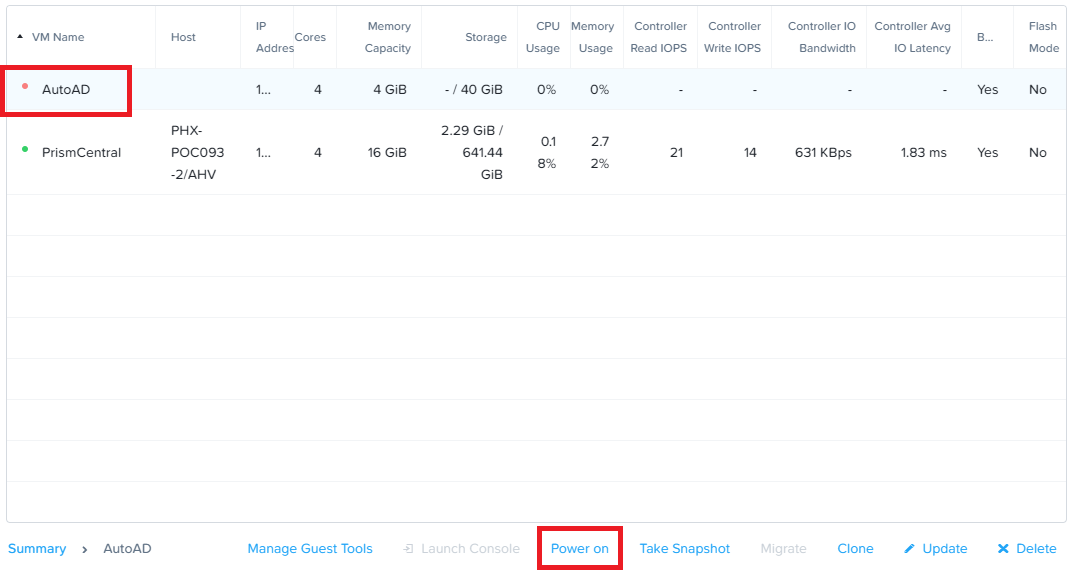 VM Name
Host
IP
Addres
Cores
Memory
Capacity
Storage
CPU
Usage
Memory
Usage
Controller
Read IOPS
Controller
Write IOPS
Controller IO
Bandwidth
Controller Avg
IO Latency
B...
Flash
Mode
AutoAD 1... 4 4 GiB - / 40 GiB 0% 0% - - - - Yes No
PrismCentral
PHX-
POC093
-2/AHV
1... 4 16 GiB
2.29 GiB /
641.44
GiB
0.1
8%
2.7
2%
21 14 631 KBps 1.83 ms Yes No
Summary › AutoAD Manage Guest Tools Launch Console Power on Take Snapshot Migrate Clone Update Delete